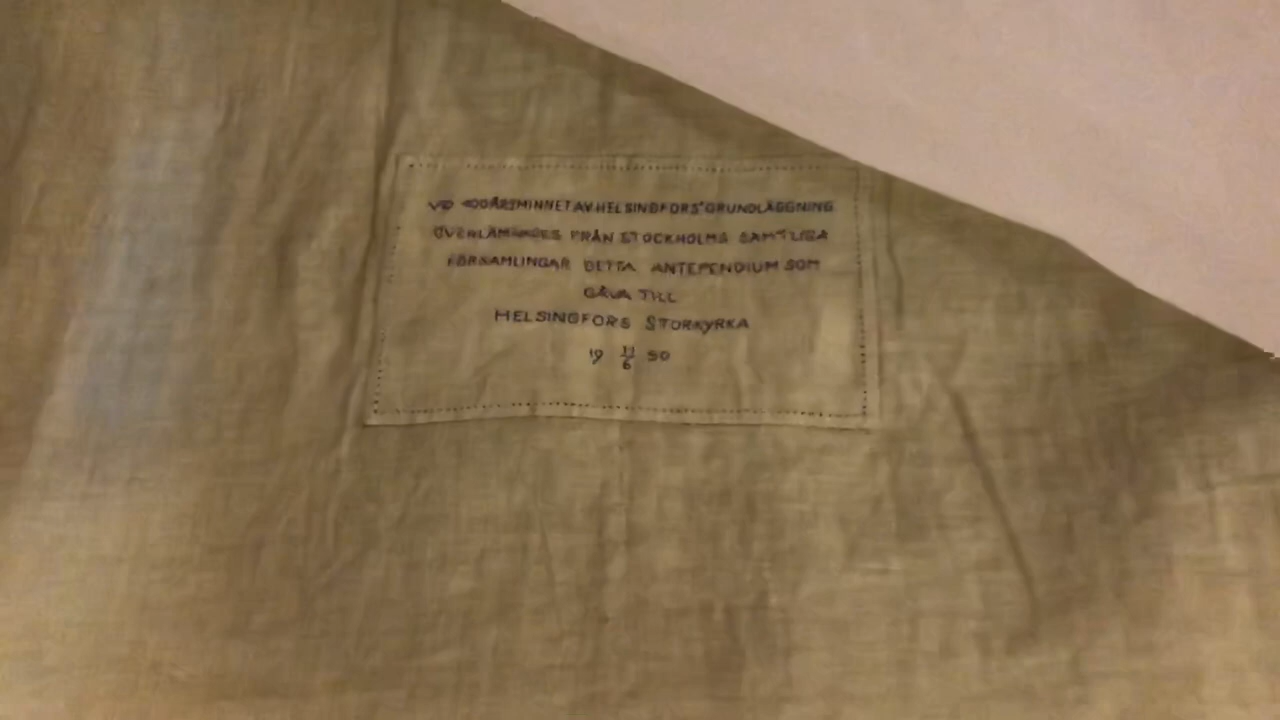 VID 400ÅRSMINNET AV HELSINGFORS' GRUNDLÄGGNING
ÖVERLÄMNADES FRÅN STOCKHOLMS SAMTLIGA
FÖRSAMLINGAR DETTA ANTEPENDIUM SOM
GÅVA TILL
HELSINGFORS STORKYRKA
19 11/6 50